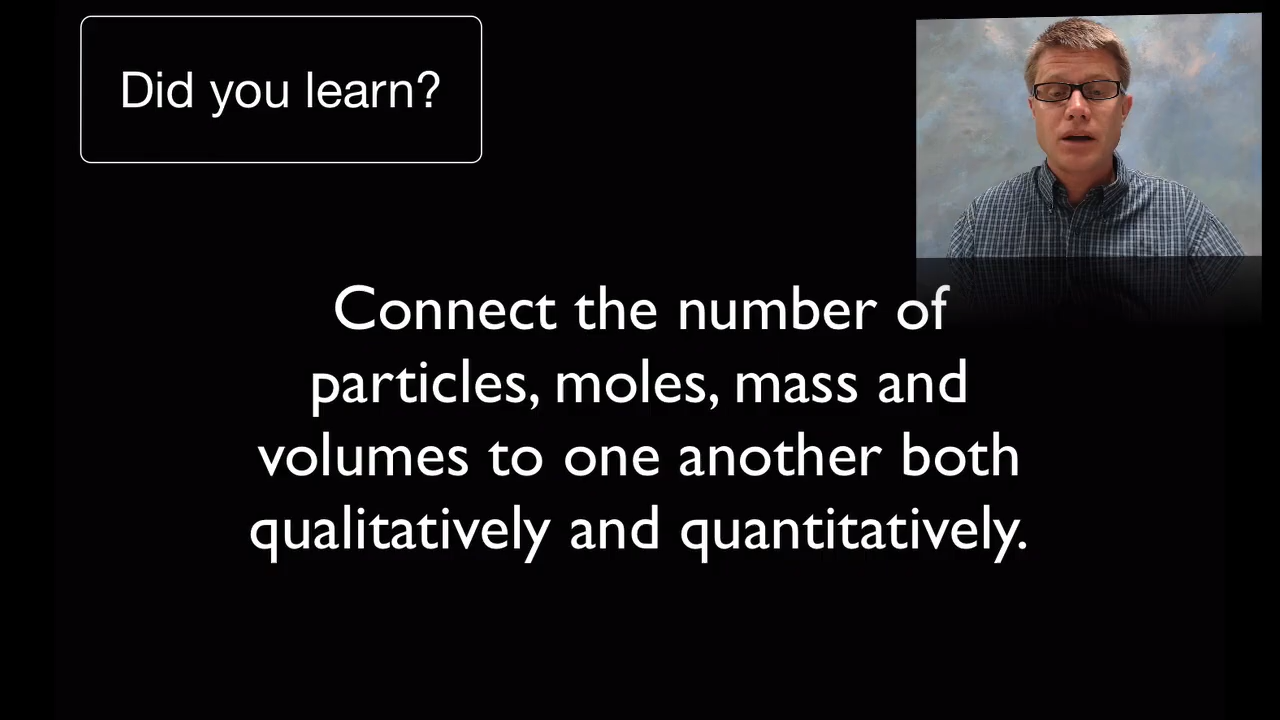 Did you learn?
Connect the number of
particles, moles, mass and
volumes to one another both
qualitatively and quantitatively.